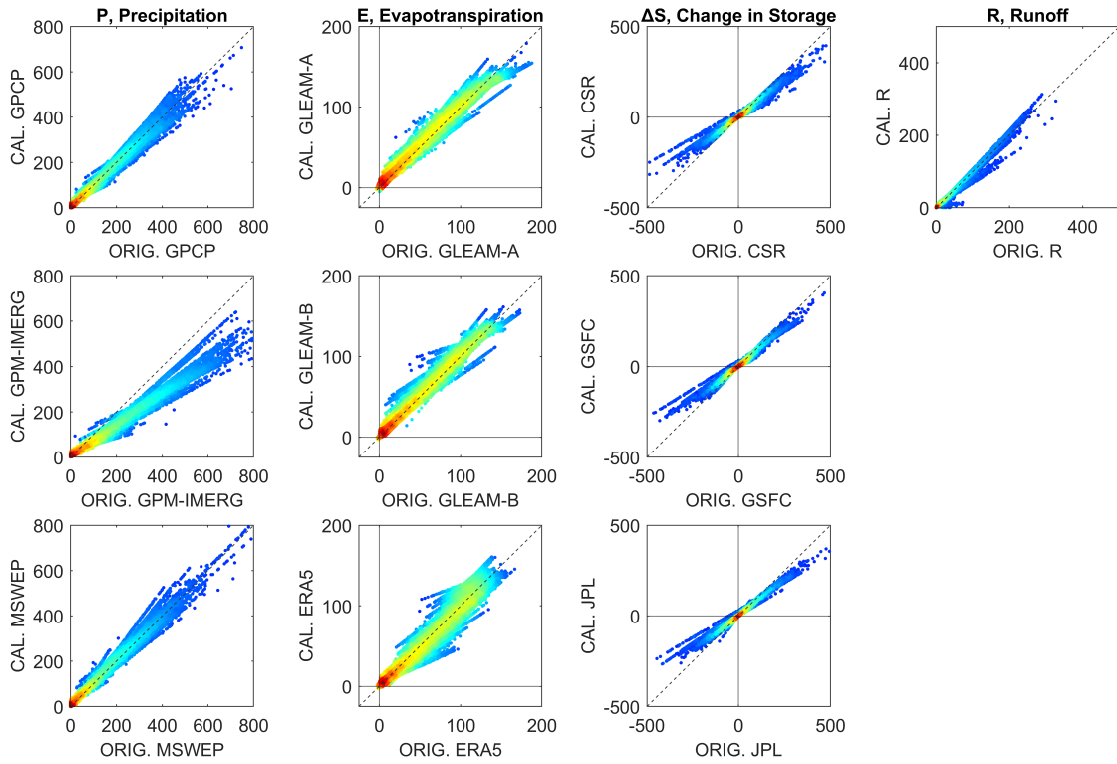 P, Precipitation
E, Evapotranspiration
ΔS, Change in Storage
R, Runoff
CAL. GPCP
800
600
400
200
0
0 200 400 600 800
ORIG. GPCP
CAL. GLEAM-A
200
100
0
0 100 200
ORIG. GLEAM-A
CAL. CSR
500
0
-500
-500 0 500
ORIG. CSR
CAL. R
400
200
0
0 200 400
ORIG. R
CAL. GPM-IMERG
800
600
400
200
0
0 200 400 600 800
ORIG. GPM-IMERG
CAL. GLEAM-B
200
100
0
0 100 200
ORIG. GLEAM-B
CAL. GSFC
500
0
-500
-500 0 500
ORIG. GSFC
CAL. MSWEP
800
600
400
200
0
0 200 400 600 800
ORIG. MSWEP
CAL. ERA5
200
100
0
0 100 200
ORIG. ERA5
CAL. JPL
500
0
-500
-500 0 500
ORIG. JPL